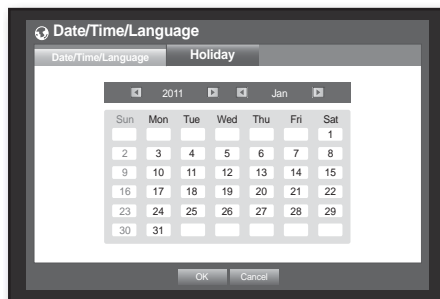 Date/Time/Language
Date/Time/Language Holiday
2011 Jan
Sun Mon Tue Wed Thu Fri Sat
1
2 3 4 5 6 7 8
9 10 11 12 13 14 15
16 17 18 19 20 21 22
23 24 25 26 27 28 29
30 31
OK Cancel